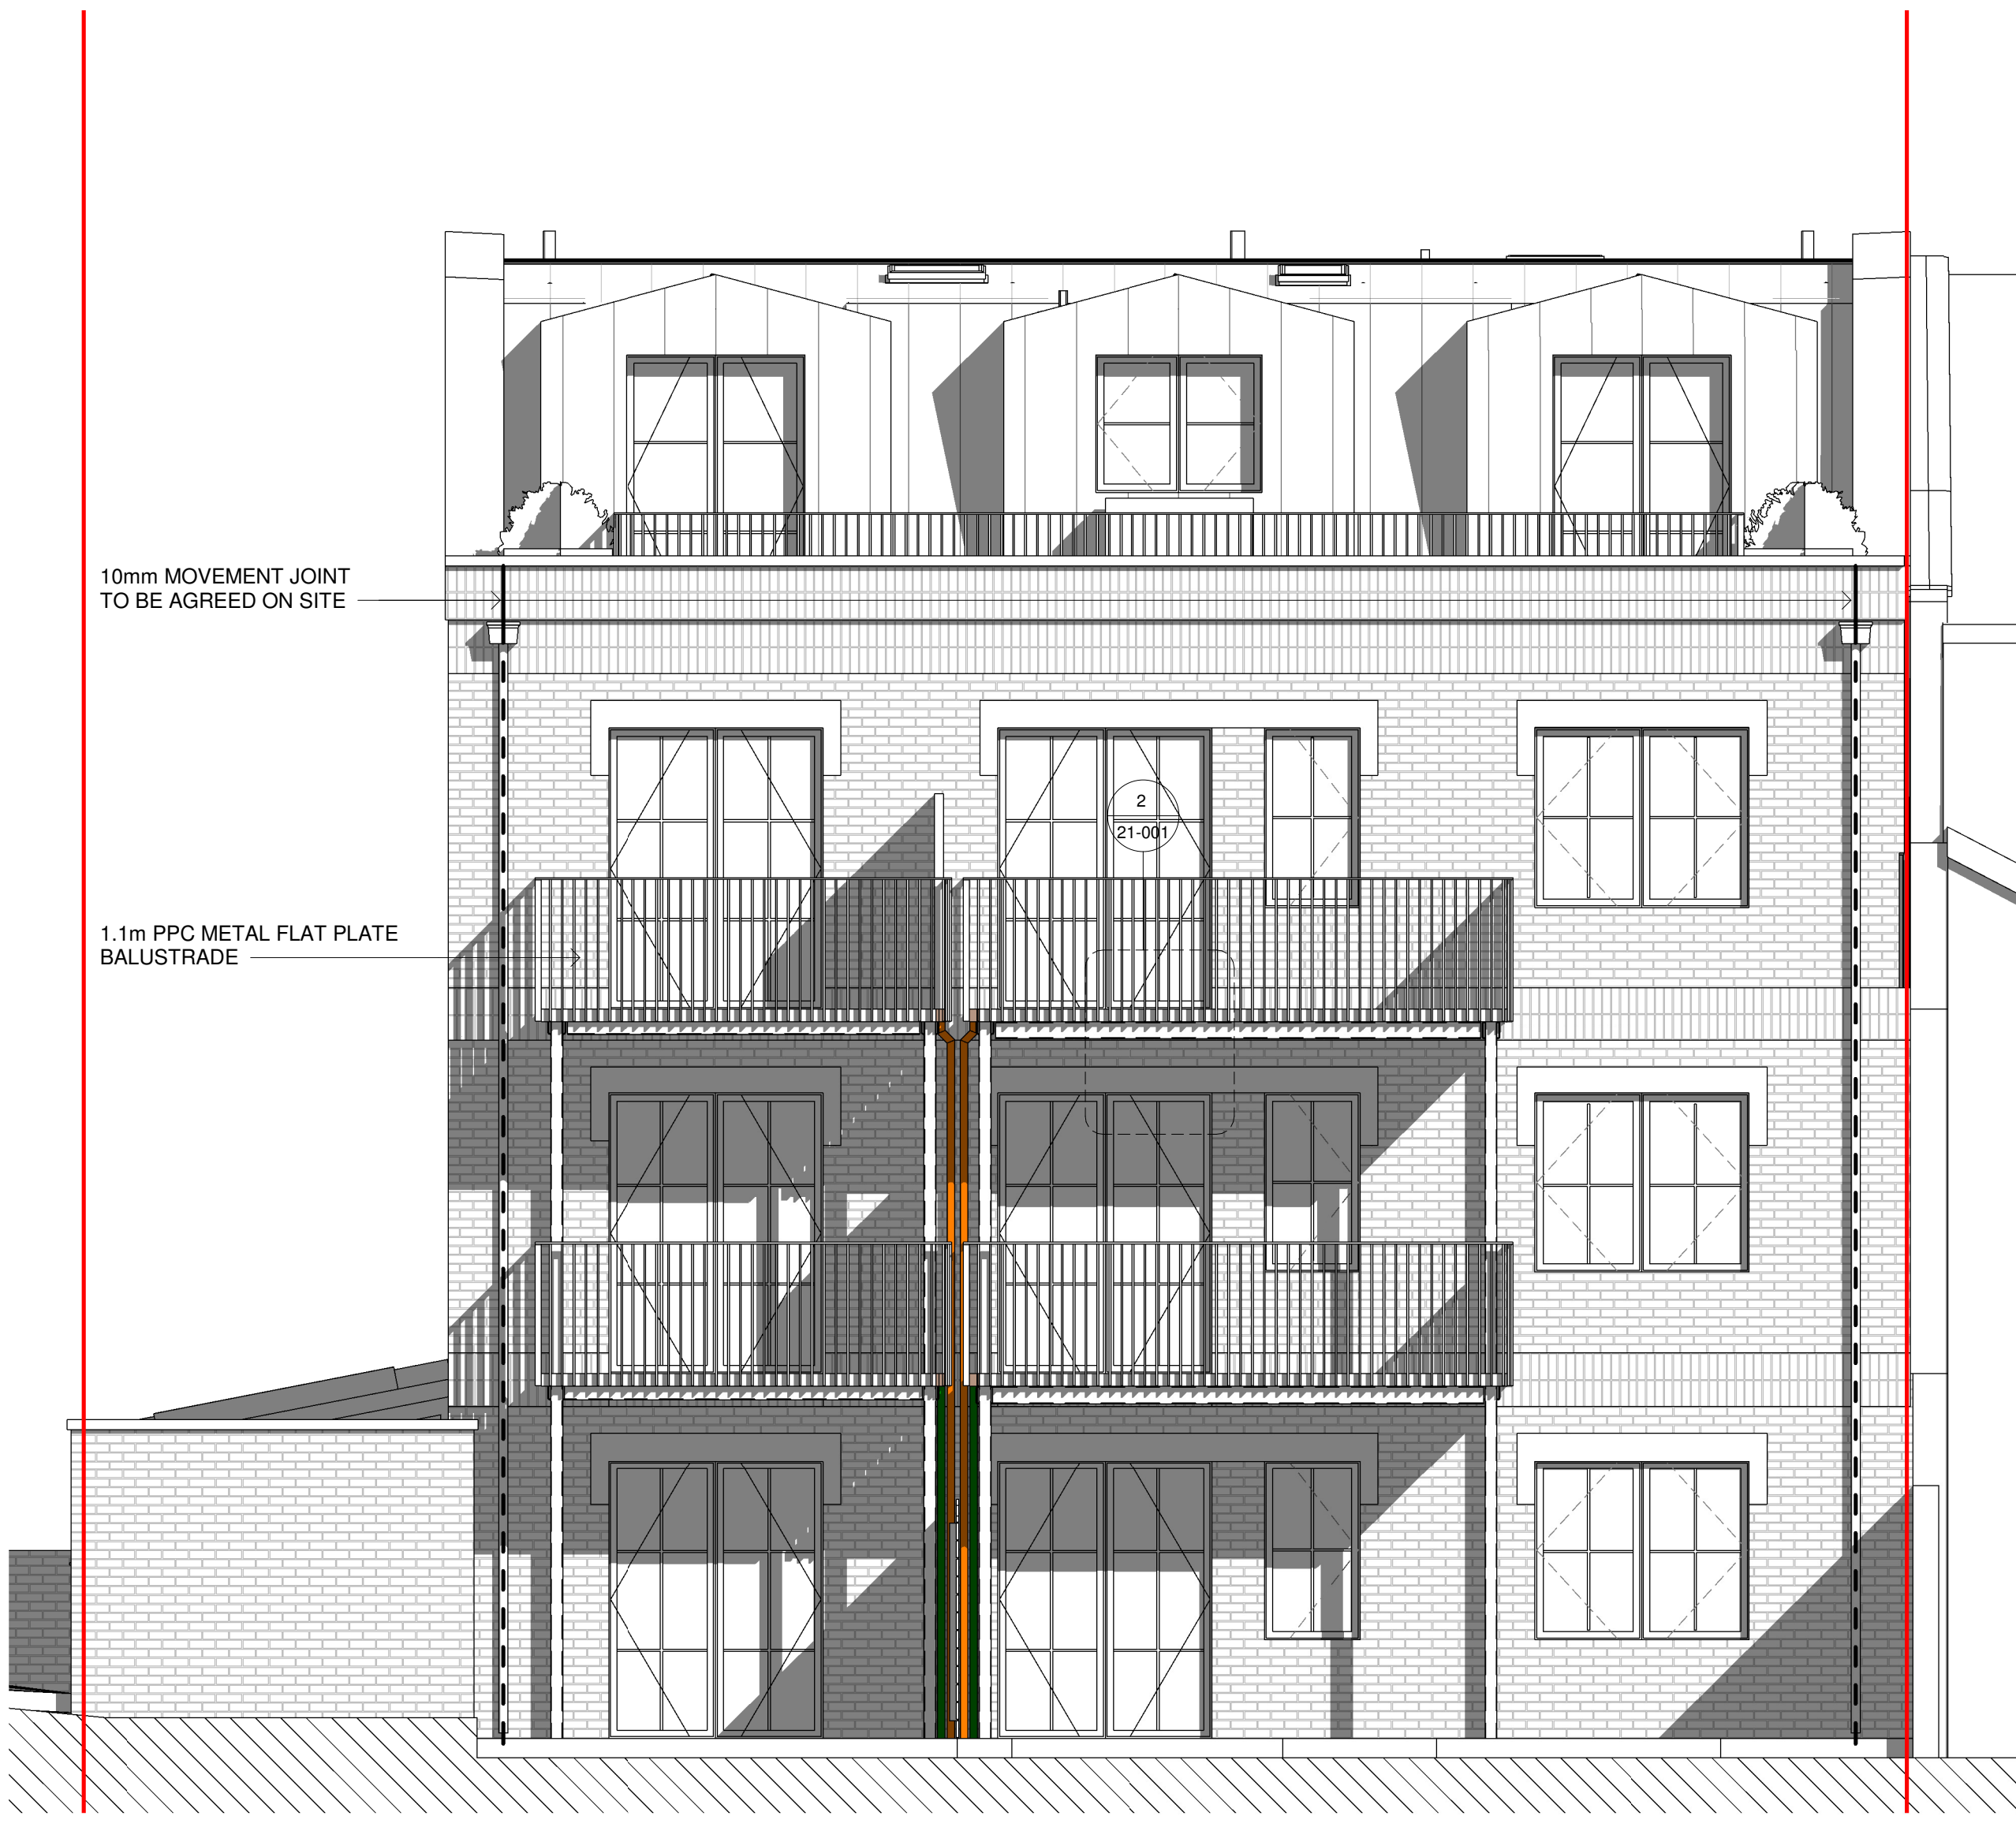 10mm MOVEMENT JOINT
TO BE AGREED ON SITE
2
21-001
1.1m PPC METAL FLAT PLATE
BALUSTRADE